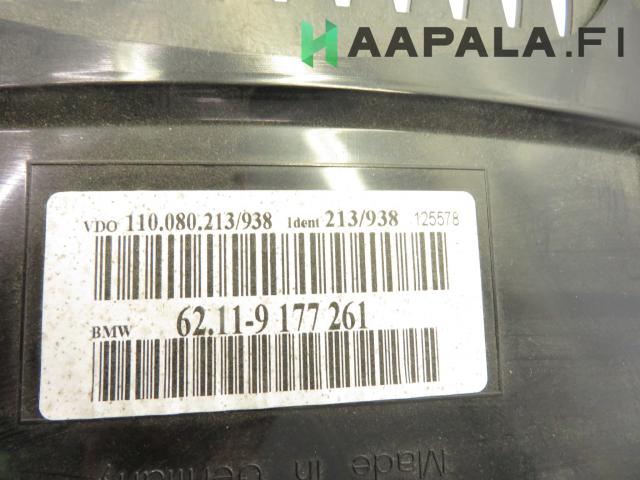 HAAPALA.FI
VDO 110.080.213/938 Ident 213/938 125578
BMW 62.11-9 177 261
Made in
Germany